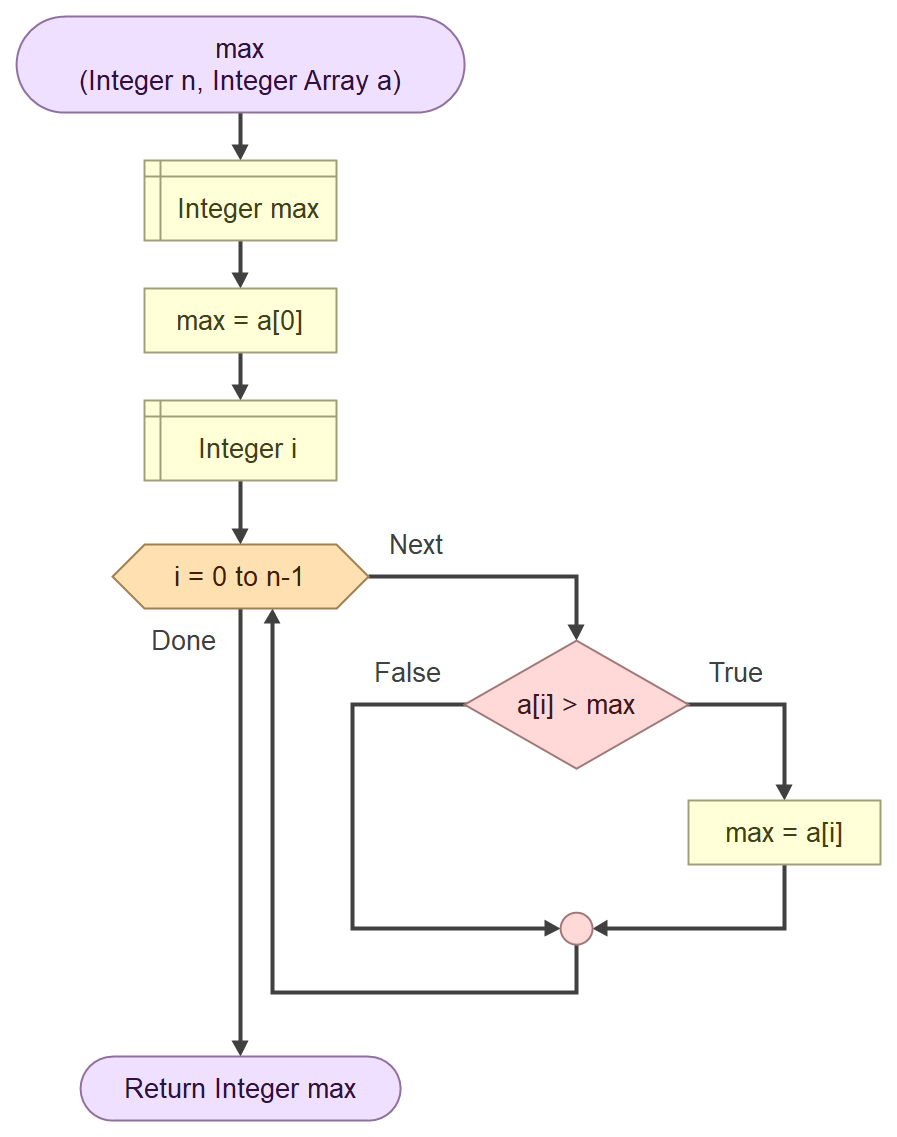 max
(Integer n, Integer Array a)
Integer max
max = a[0]
Integer i
i = 0 to n-1
Next
Done
False
a[i] > max
True
max = a[i]
Return Integer max